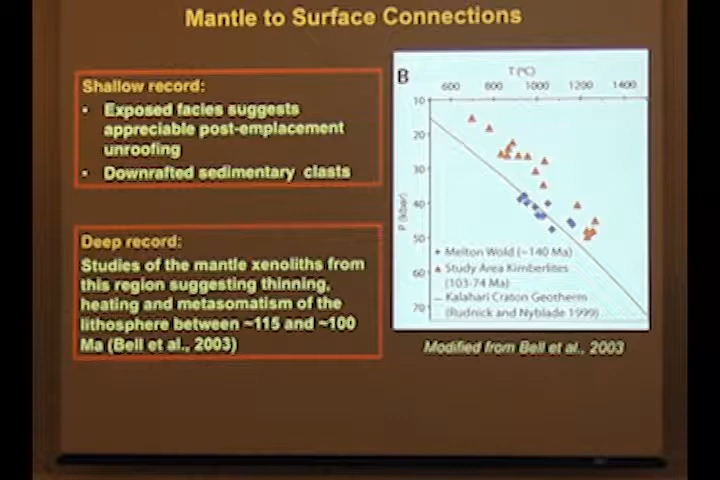 Mantle to Surface Connections
Shallow record:
• Exposed facies suggests
appreciable post-emplacement
unroofing
• Downrafted sedimentary clasts
Deep record:
Studies of the mantle xenoliths from
this region suggesting thinning,
heating and metasomatism of the
lithosphere between ~115 and ~100
Ma (Bell et al., 2003)
B
T (°C)
600 800 1000 1200 1400
10
20
30
40
50
60
70
P (kbar)
Melton Wold (~140 Ma)
Study Area Kimberlites
(103-74 Ma)
Kalahari Craton Geotherm
(Rudnick and Nyblade 1999)
Modified from Bell et al., 2003